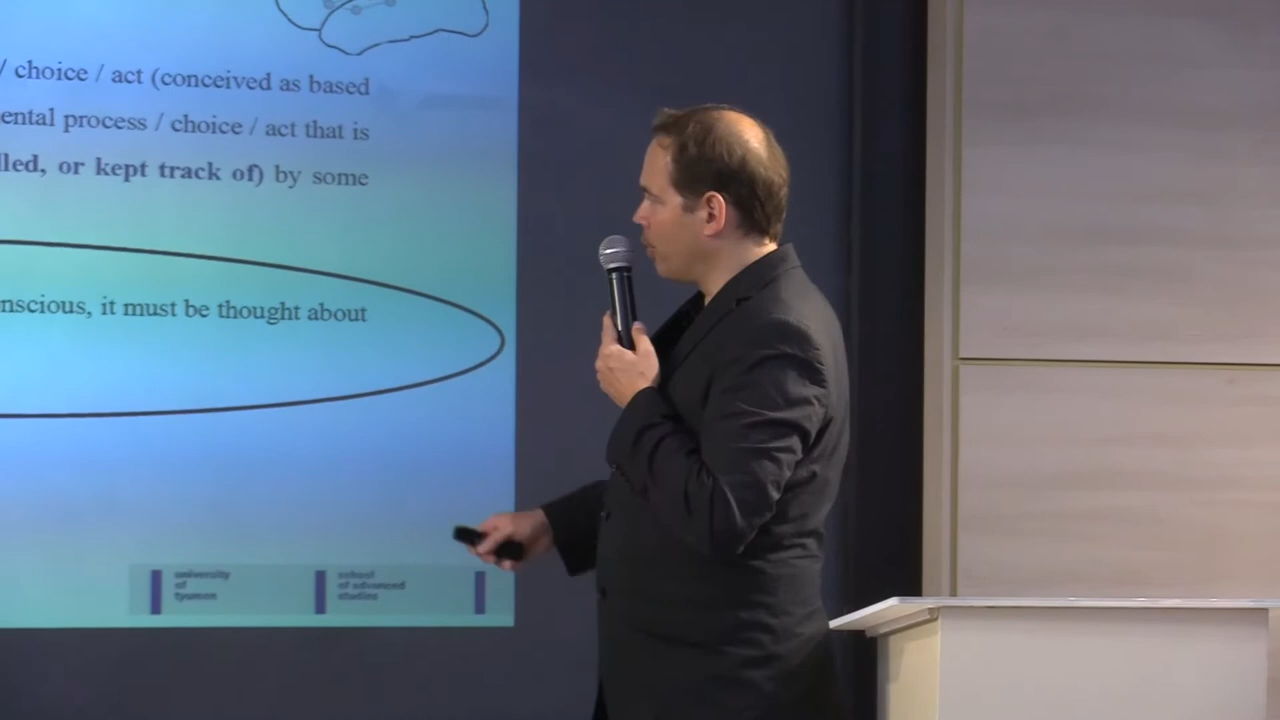 / choice / act (conceived as based
ental process / choice / act that is
lled, or kept track of) by some
nscious, it must be thought about
university
of
tyumen
school
of advanced
studies